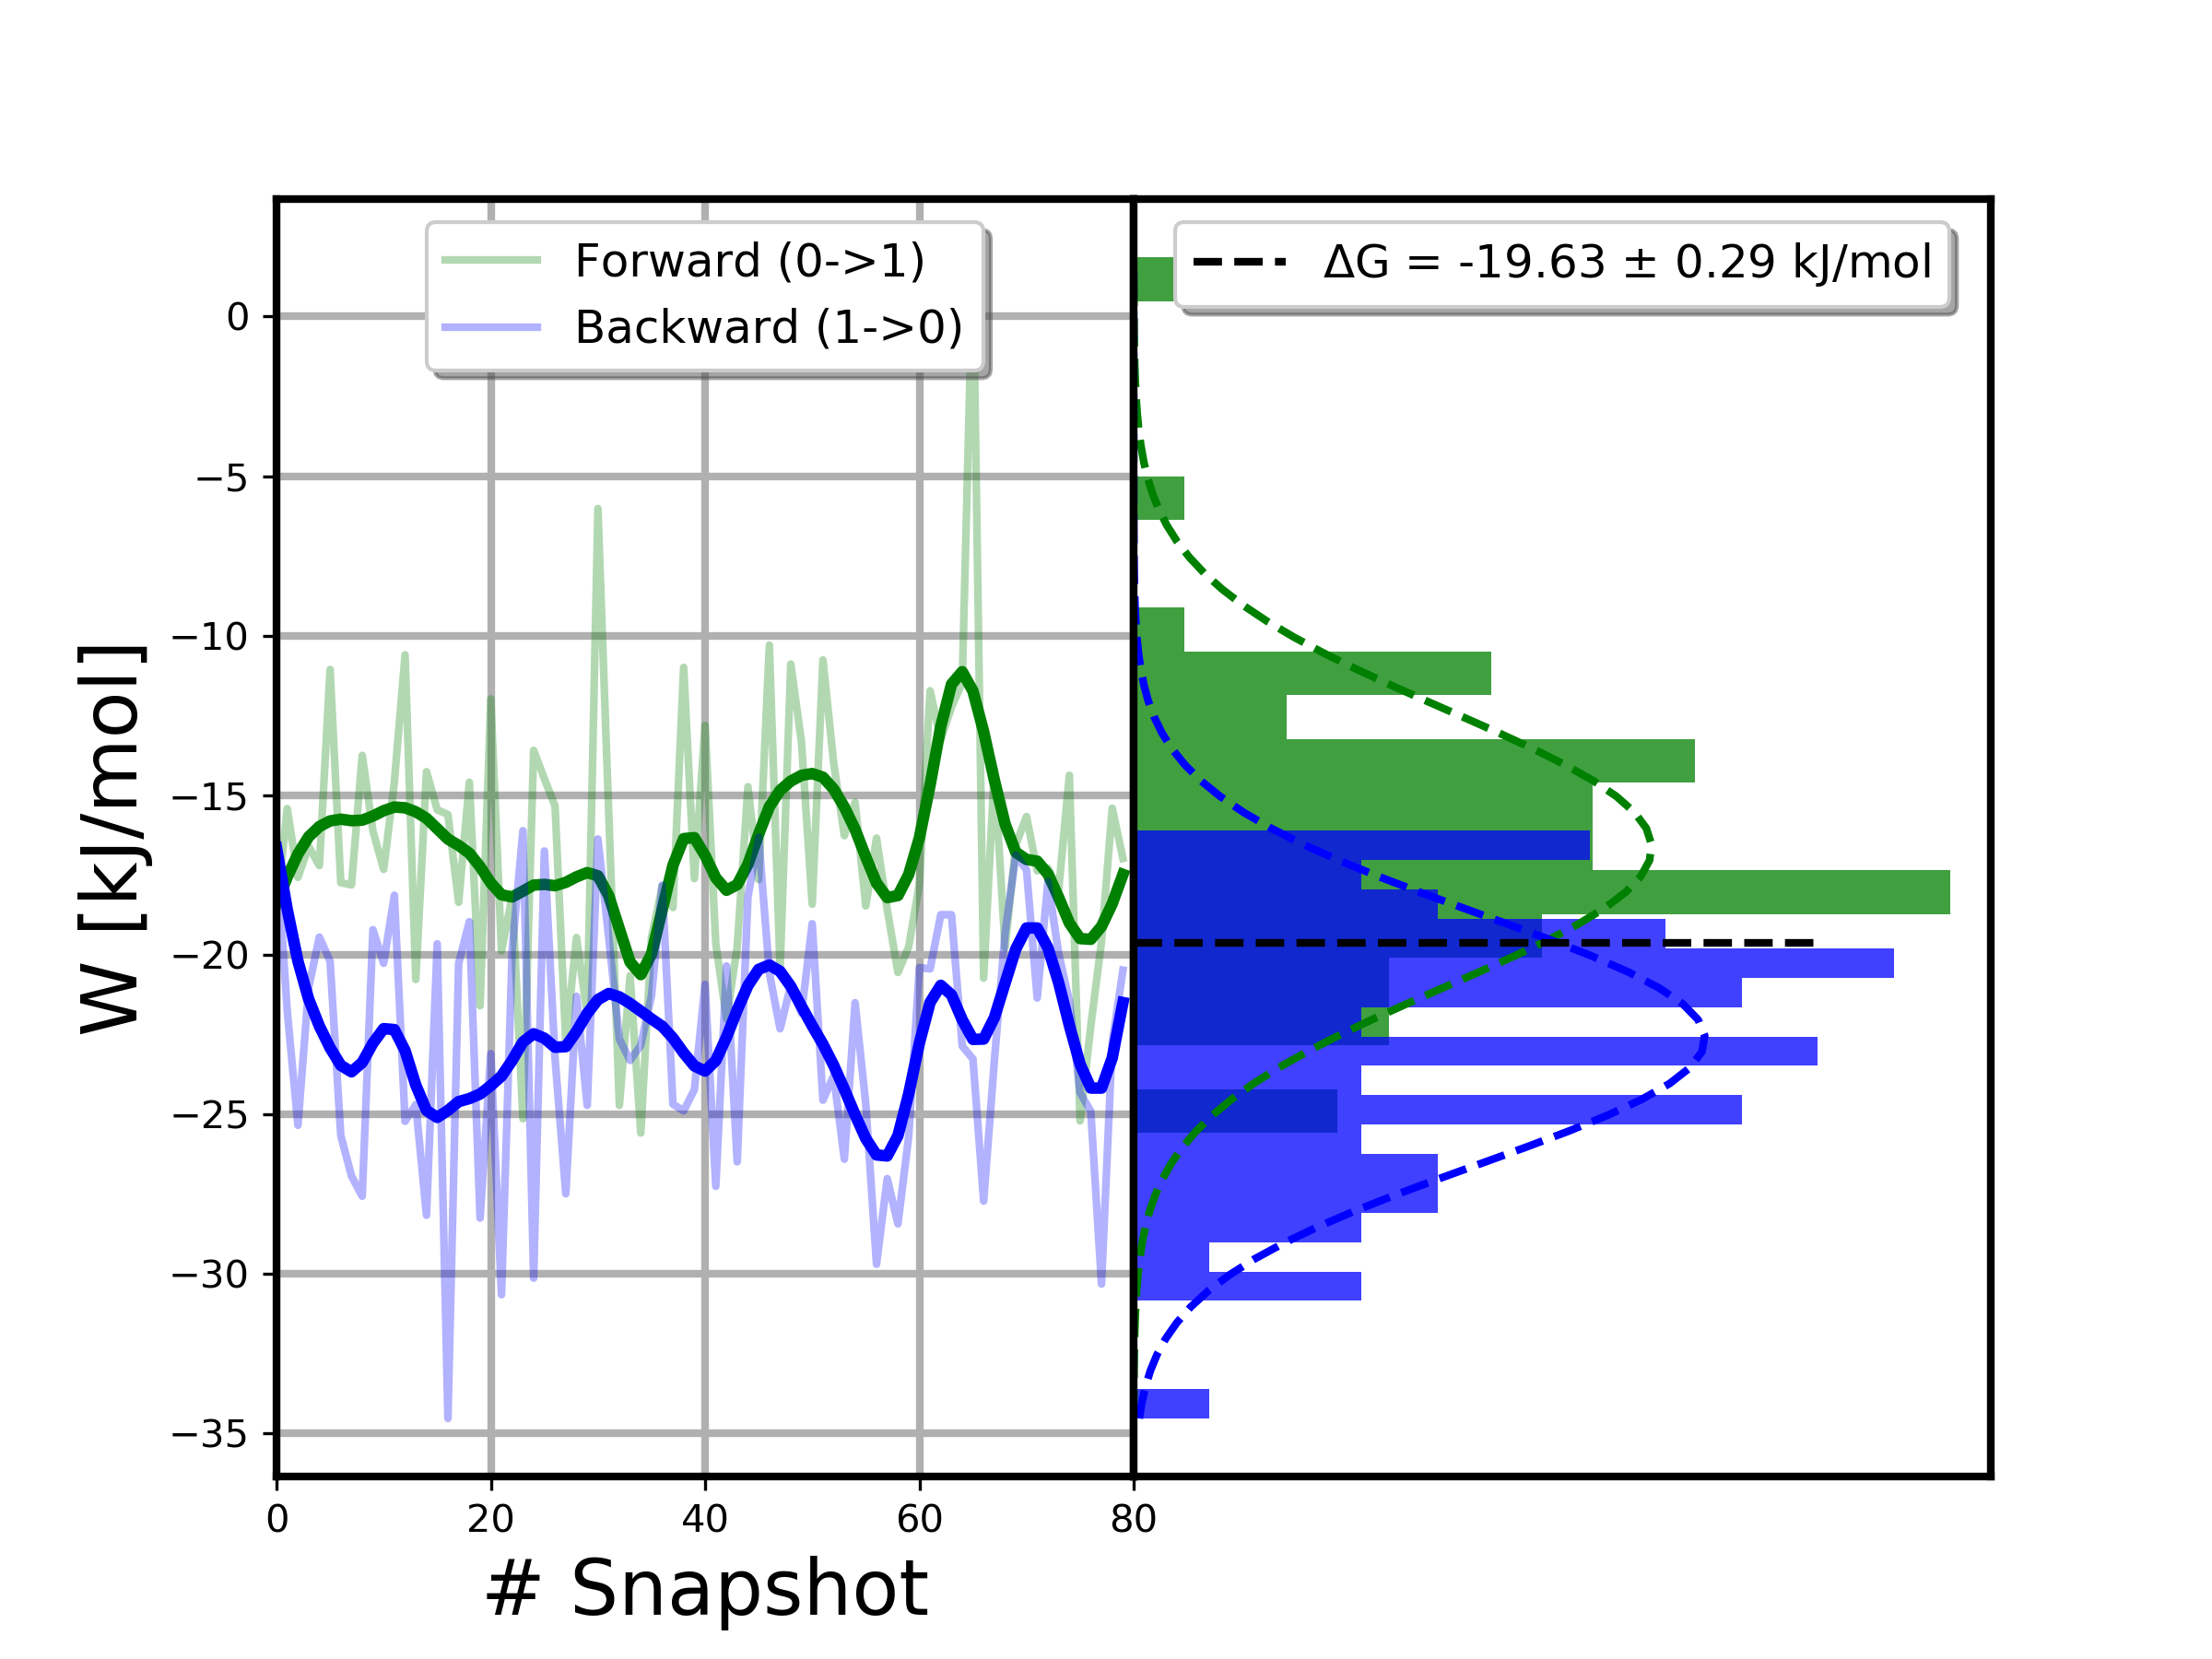 Forward (0->1)
Backward (1->0)
ΔG = -19.63 ± 0.29 kJ/mol
W [kJ/mol]
0
−5
−10
−15
−20
−25
−30
−35
0
20
40
60
80
# Snapshot